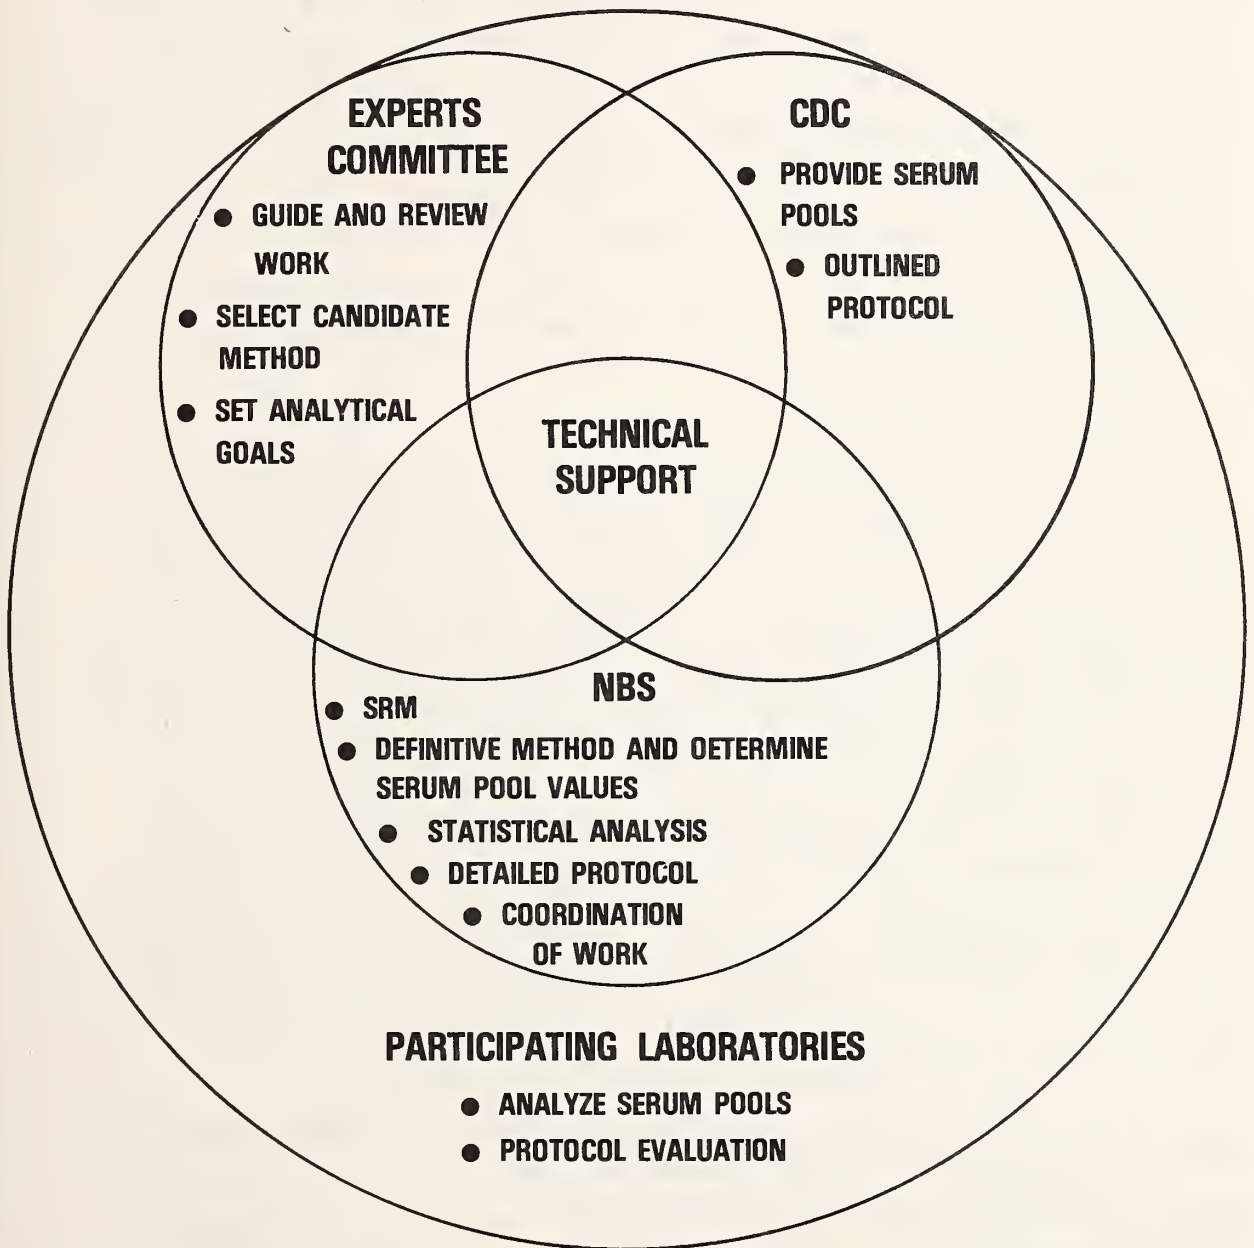 EXPERTS
COMMITTEE
● GUIDE ANO REVIEW
WORK
● SELECT CANDIDATE
METHOD
● SET ANALYTICAL
GOALS
CDC
● PROVIDE SERUM
POOLS
● OUTLINED
PROTOCOL
TECHNICAL
SUPPORT
NBS
● SRM
● DEFINITIVE METHOD AND OETERMINE
SERUM POOL VALUES
● STATISTICAL ANALYSIS
● DETAILED PROTOCOL
● COORDINATION
OF WORK
PARTICIPATING LABORATORIES
● ANALYZE SERUM POOLS
● PROTOCOL EVALUATION